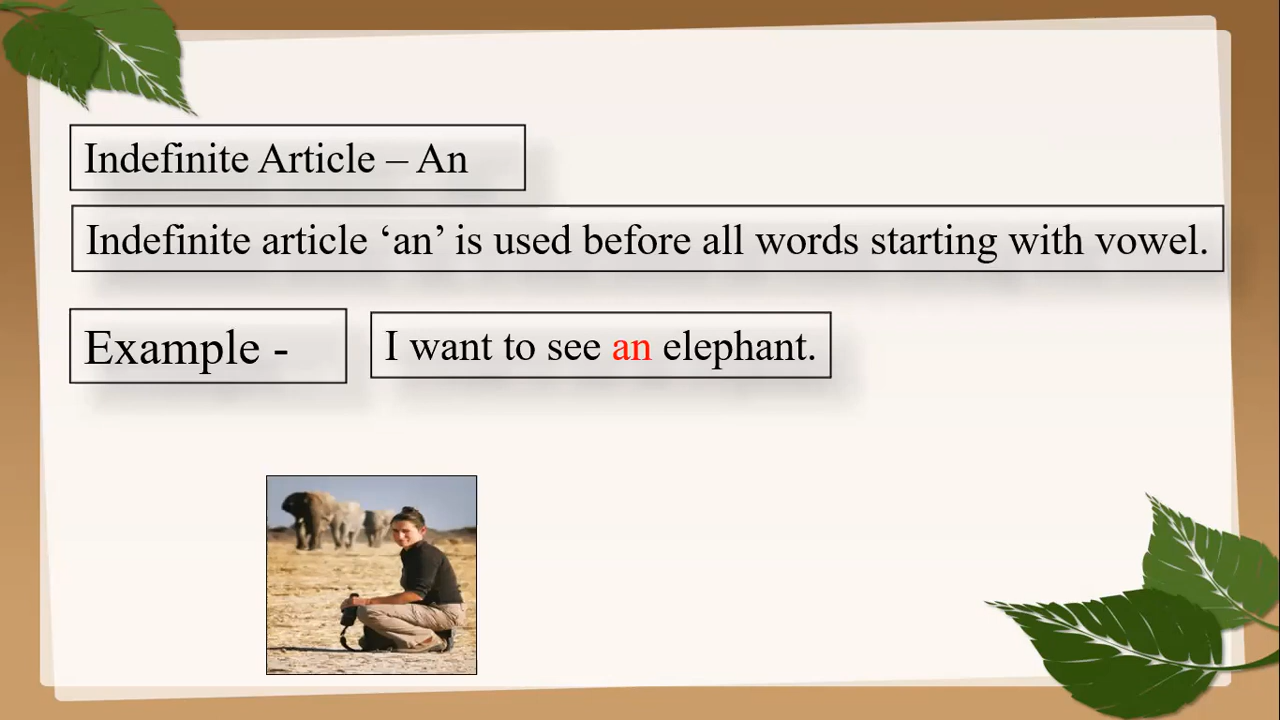 Indefinite Article – An
Indefinite article ‘an’ is used before all words starting with vowel.
Example - I want to see an elephant.